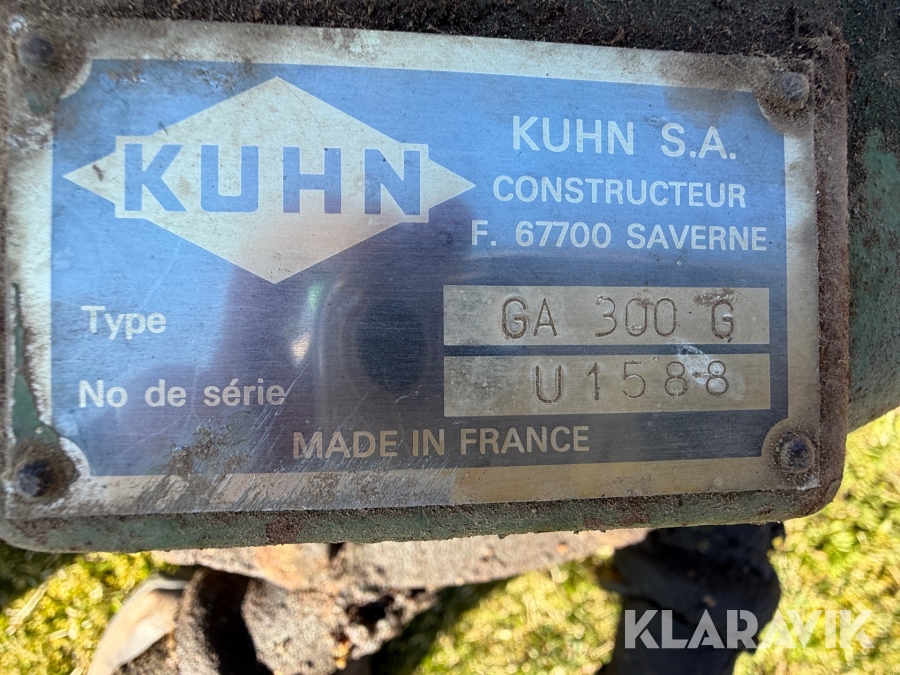 KUHN
KUHN S.A.
CONSTRUCTEUR
F. 67700 SAVERNE
Type GA 300 G
No de série U1588
MADE IN FRANCE
KLARAVIK